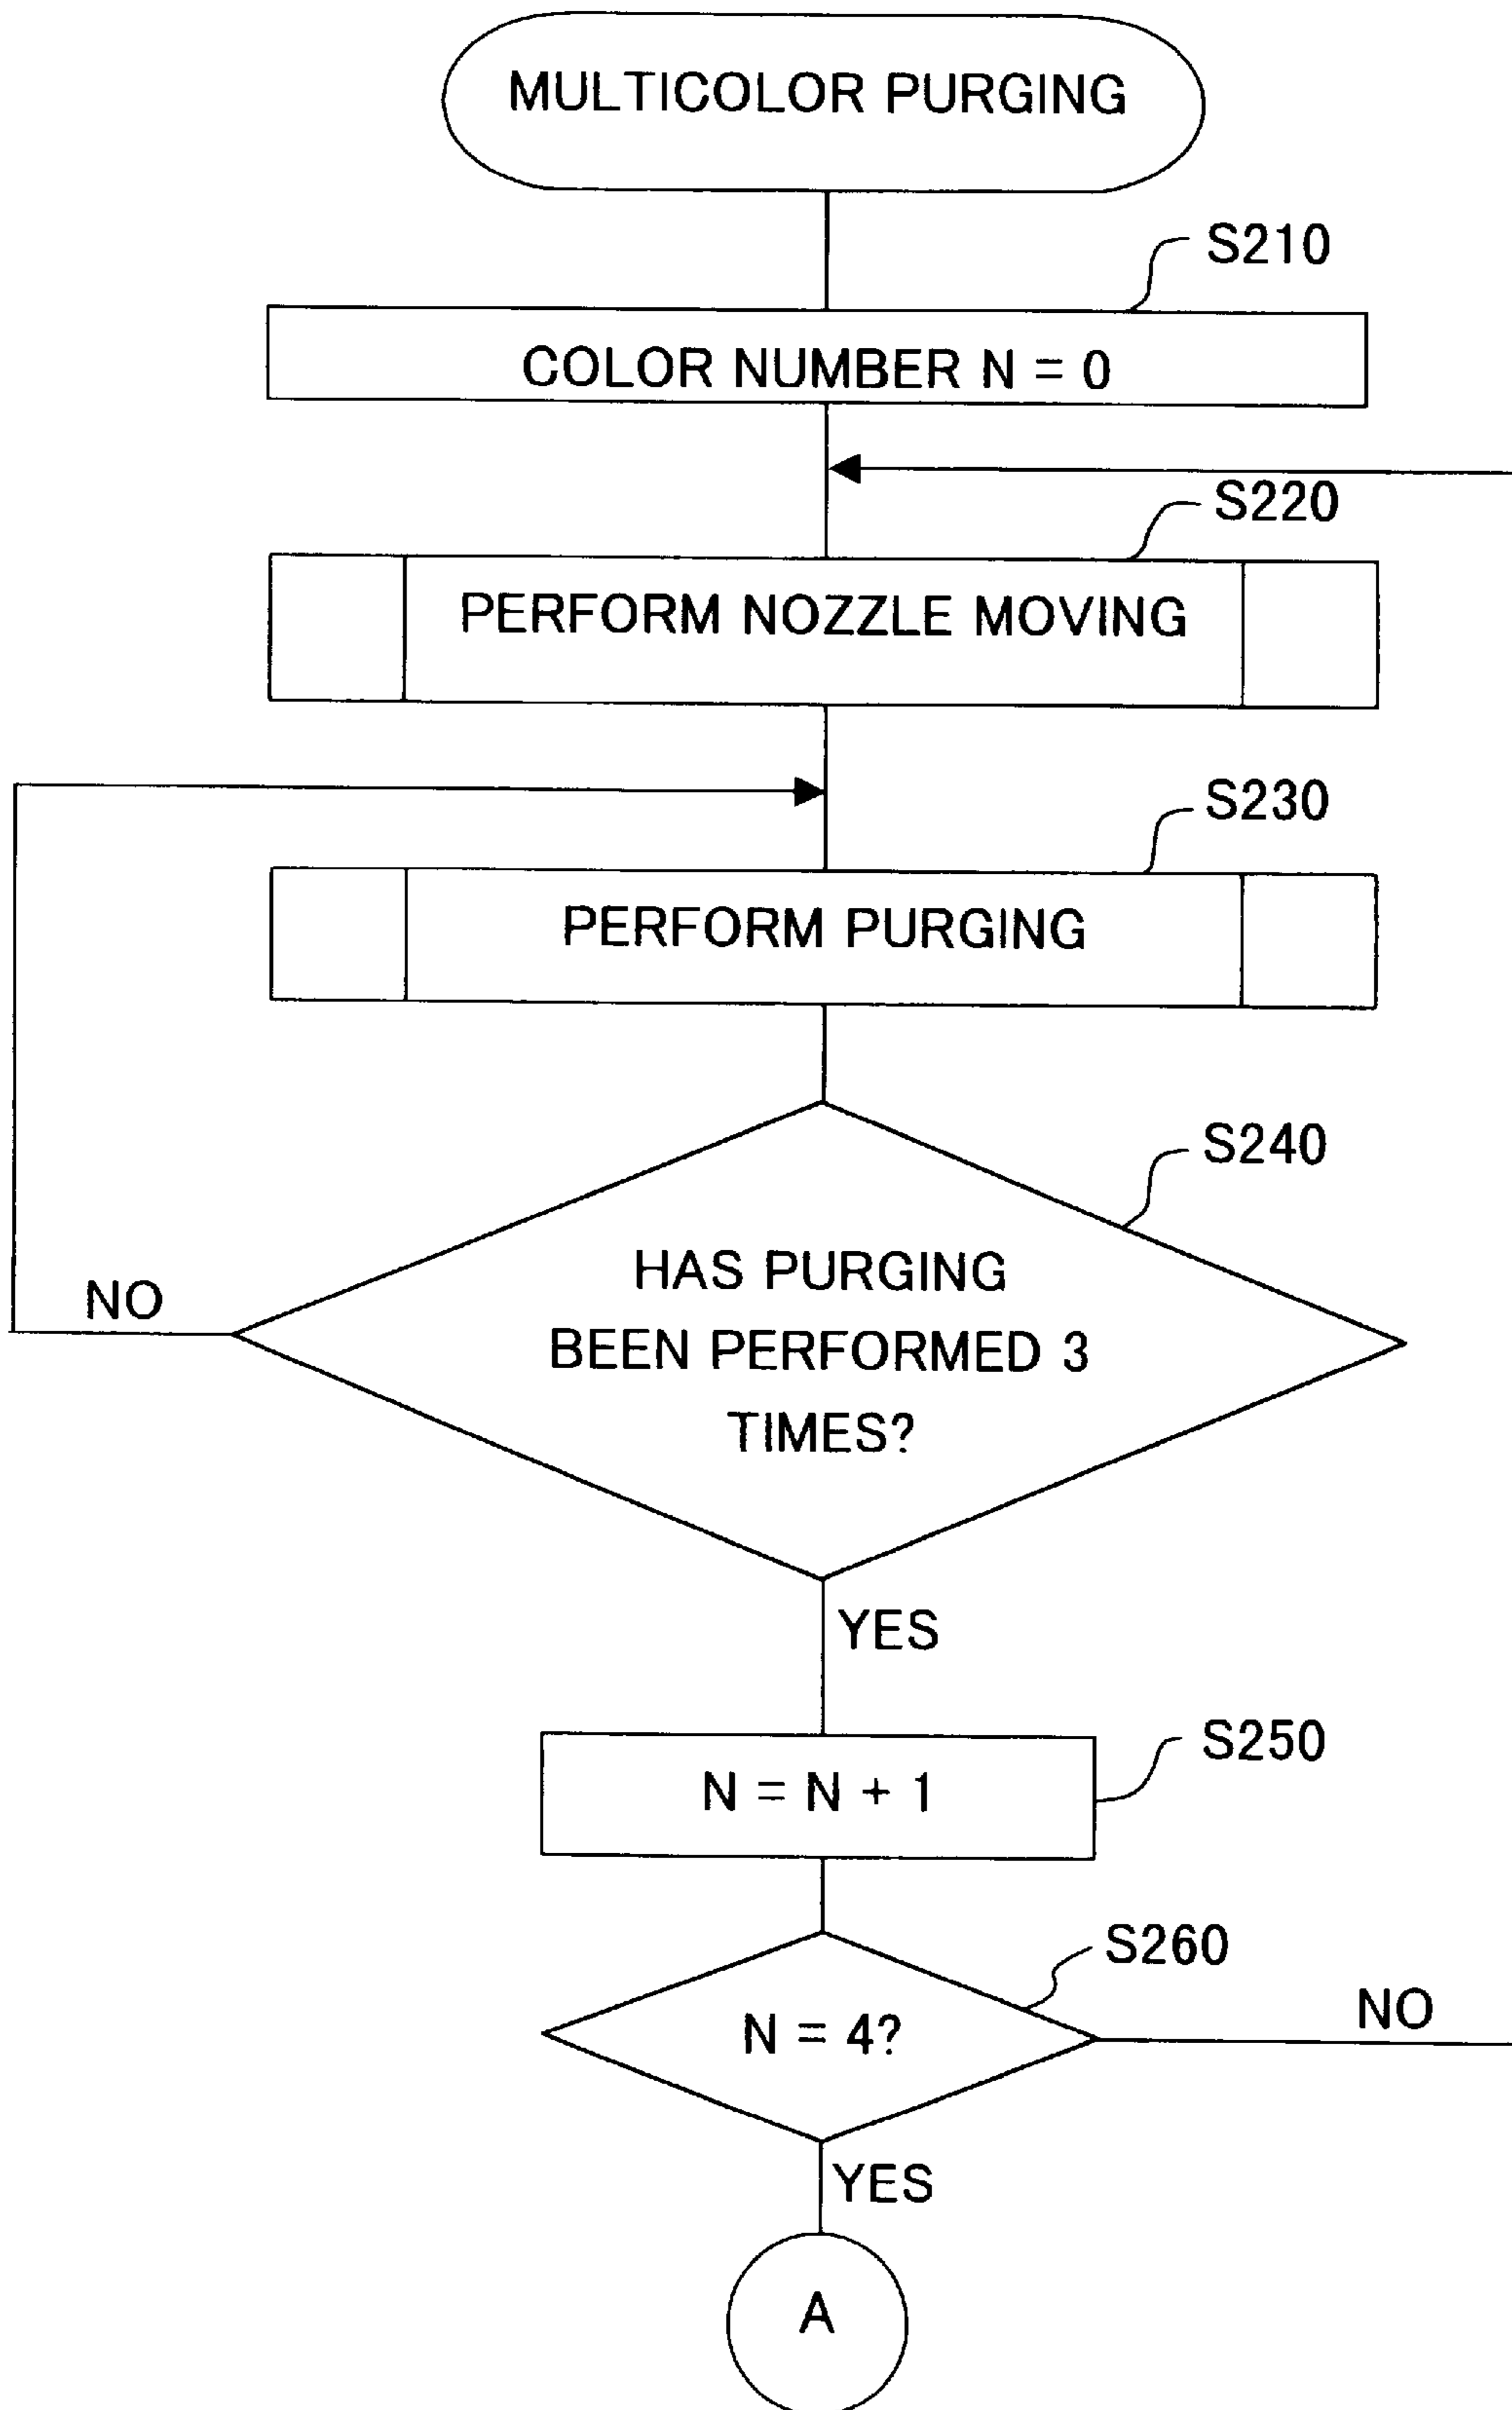 MULTICOLOR PURGING
S210
COLOR NUMBER N = 0
S220
PERFORM NOZZLE MOVING
S230
PERFORM PURGING
S240
HAS PURGING
BEEN PERFORMED 3
TIMES?
NO
YES
S250
N = N + 1
S260
N = 4?
NO
YES
A